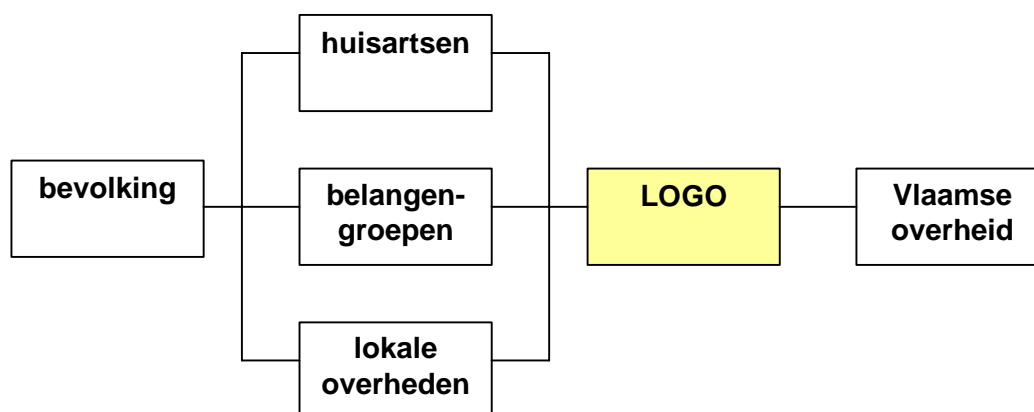 huisartsen
bevolking
belangen-
groepen
LOGO
Vlaamse
overheid
lokale
overheden